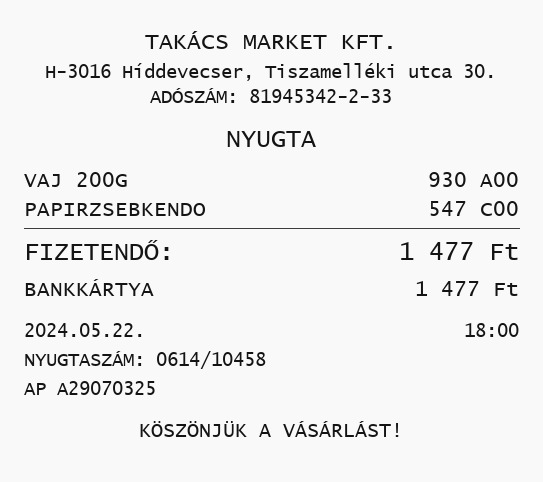 TAKÁCS MARKET KFT.
H-3016 Híddevecser, Tiszamelléki utca 30.
ADÓSZÁM: 81945342-2-33
NYUGTA
VAJ 200G 930 A00
PAPIRZSEBKENDO 547 C00
FIZETENDŐ: 1 477 Ft
BANKKÁRTYA 1 477 Ft
2024.05.22. 18:00
NYUGTASZÁM: 0614/10458
AP A29070325
KÖSZÖNJÜK A VÁSÁRLÁST!